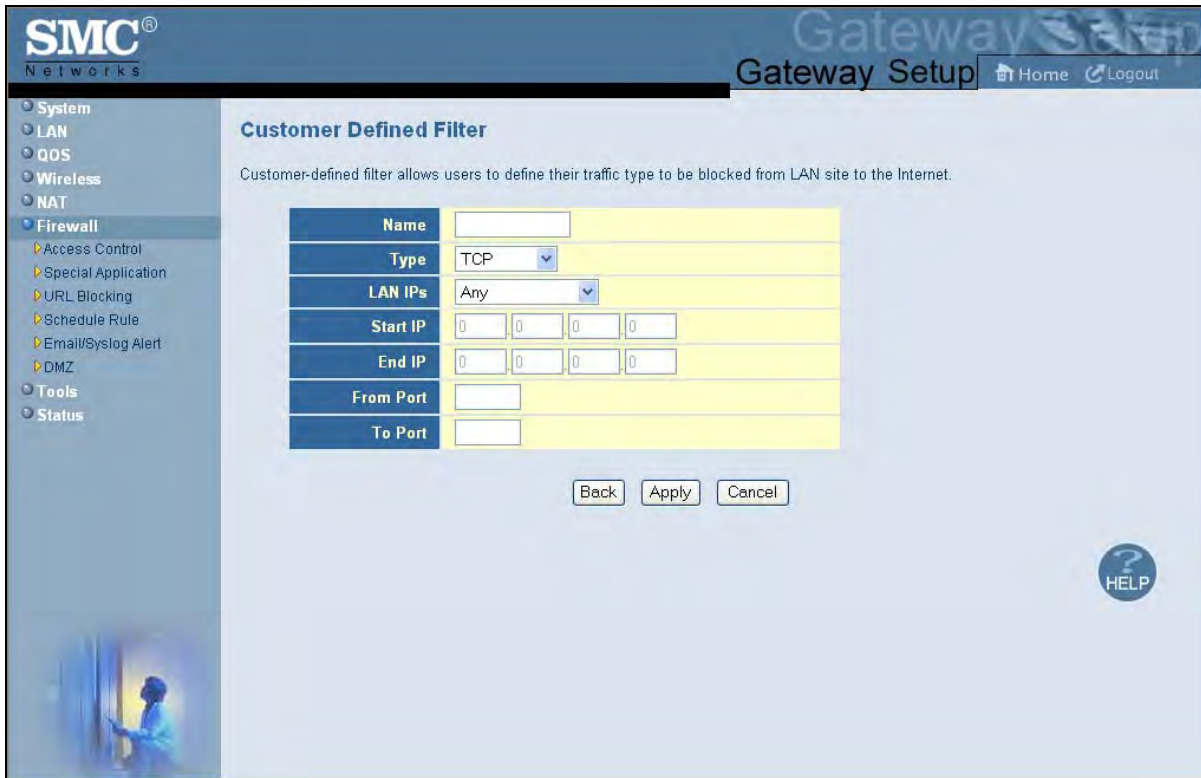 SMC®
Networks
Gateway Setup
Gateway Setup
Home
Logout
System
LAN
QOS
Wireless
NAT
Firewall
Access Control
Special Application
URL Blocking
Schedule Rule
Email/Syslog Alert
DMZ
Tools
Status
Customer Defined Filter
Customer-defined filter allows users to define their traffic type to be blocked from LAN site to the Internet.
Name
Type TCP
LAN IPs Any
Start IP 0 .0 .0 .0
End IP 0 .0 .0 .0
From Port
To Port
Back Apply Cancel
?
HELP